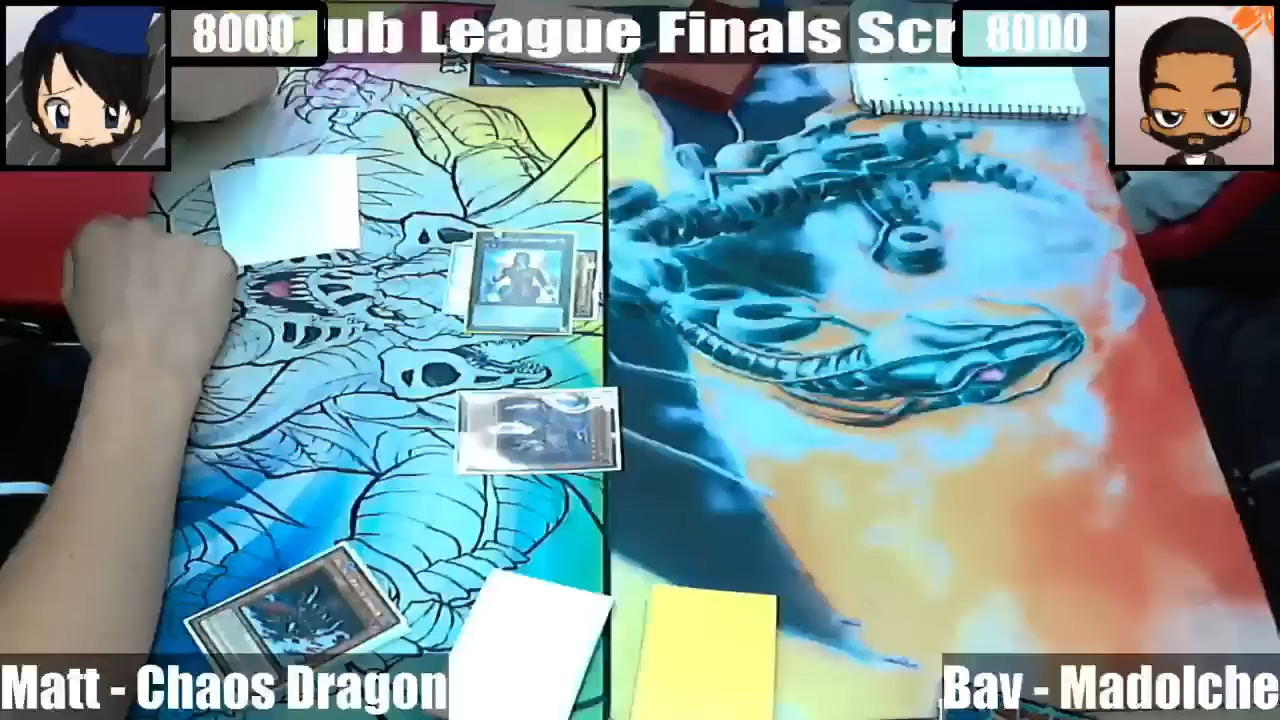 8000
ub League Finals Scr
8000
Matt - Chaos Dragon
Bav - Madolche